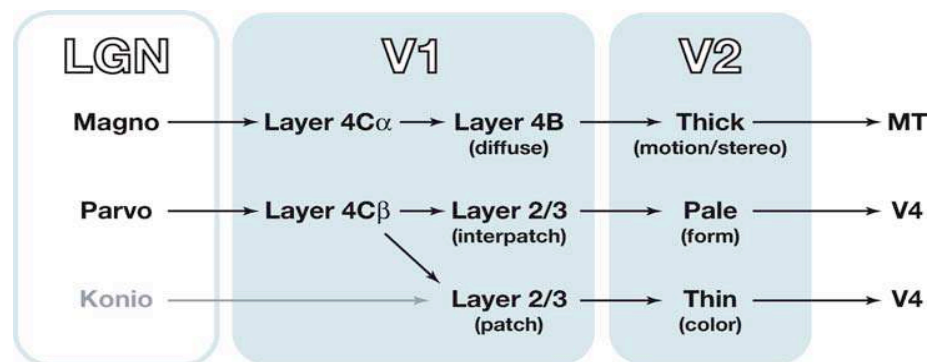 LGN V1 V2
Magno Layer 4Cα Layer 4B Thick MT
(diffuse) (motion/stereo)
Parvo Layer 4Cβ Layer 2/3 Pale V4
(interpatch) (form)
Konio Layer 2/3 Thin V4
(patch) (color)